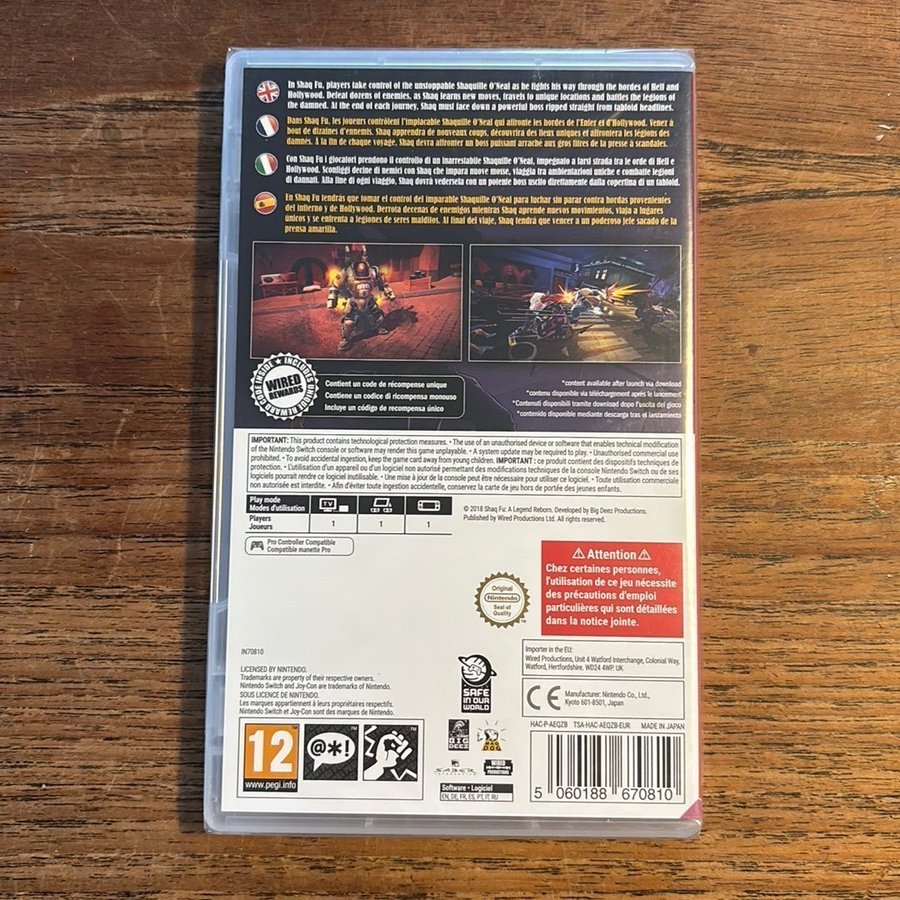 In Shaq Fu, players take control of the unstoppable Shaquille O'Neal as he fights his way through the hordes of Hell and
Hollywood. Defeat dozens of enemies, as Shaq learns new moves, travels to unique locations and battles the legions of
the damned. At the end of each journey, Shaq must face down a powerful boss ripped straight from tabloid headlines.
Dans Shaq Fu, les joueurs contrôlent l'implacable Shaquille O'Neal qui affronte les hordes de l'Enfer et d'Hollywood. Venez à
bout de dizaines d'ennemis. Shaq apprendra de nouveaux coups, découvrira des lieux uniques et affrontera les légions des
damnés. À la fin de chaque voyage, Shaq devra affronter un boss puissant arraché aux gros titres de la presse à scandales.
Con Shaq Fu i giocatori prendono il controllo di un inarrestabile Shaquille O'Neal, impegnato a farsi strada tra le orde di Hell e
Hollywood. Sconfiggi decine di nemici con Shaq che impara nuove mosse, viaggia tra ambientazioni uniche e combatte legioni
di dannati. Alla fine di ogni viaggio, Shaq dovrà vedersela con un potente boss uscito direttamente dalla copertina di un tabloid.
En Shaq Fu tendrás que tomar el control del imparable Shaquille O'Neal para luchar sin parar contra hordas provenientes
del infierno y de Hollywood. Derrota decenas de enemigos mientras Shaq aprende nuevos movimientos, viaja a lugares
únicos y se enfrenta a legiones de seres malditos. Al final del viaje, Shaq tendrá que vencer a un poderoso jefe sacado de la
prensa amarilla.
INCLUDES UNIQUE REWARD CODE INSIDE
WIRED
REWARDS
Contient un code de récompense unique
Contiene un codice di ricompensa monouso
Incluye un código de recompensa único
*content available after launch via download
*contenu disponible via téléchargement après le lancement
*Contenuti disponibili tramite download dopo l'uscita del gioco
*contenido disponible mediante descarga tras el lanzamiento
IMPORTANT: This product contains technological protection measures. • The use of an unauthorised device or software that enables technical modification
of the Nintendo Switch console or software may render this game unplayable. • A system update may be required to play. • Unauthorised commercial use
prohibited. • To avoid accidental ingestion, keep the game card away from young children. IMPORTANT : ce produit contient des dispositifs techniques de
protection. • L'utilisation d'un appareil ou d'un logiciel non autorisé permettant des modifications techniques de la console Nintendo Switch ou de ses
logiciels pourrait rendre ce logiciel inutilisable. • Une mise à jour de la console peut être nécessaire pour utiliser ce logiciel. • Toute utilisation commerciale
non autorisée est interdite. • Afin d'éviter toute ingestion accidentelle, conservez la carte de jeu hors de portée des jeunes enfants.
Play mode
Modes d'utilisation
TV
Players
Joueurs
1
1
1
© 2018 Shaq Fu: A Legend Reborn. Developed by Big Deez Productions.
Published by Wired Productions Ltd. All rights reserved.
Pro Controller Compatible
Compatible manette Pro
Attention
Chez certaines personnes,
l'utilisation de ce jeu nécessite
des précautions d'emploi
particulières qui sont détaillées
dans la notice jointe.
Original
Nintendo
Seal of
Quality
IN70810
LICENSED BY NINTENDO.
Trademarks are property of their respective owners.
Nintendo Switch and Joy-Con are trademarks of Nintendo.
SOUS LICENCE DE NINTENDO.
Les marques appartiennent à leurs propriétaires respectifs.
Nintendo Switch et Joy-Con sont des marques de Nintendo.
SAFE
IN OUR
WORLD
Importer in the EU:
Wired Productions, Unit 4 Watford Interchange, Colonial Way,
Watford, Hertfordshire. WD24 4WP. UK
CE
Manufacturer: Nintendo Co., Ltd.,
Kyoto 601-8501, Japan
HAC-P-AEQZB TSA-HAC-AEQZB-EUR MADE IN JAPAN
12
www.pegi.info
@*!
BIG
DEEZ
MAD
DOG
SABER
INTERACTIVE
WIRED
PRODUCTIONS
Software • Logiciel
EN, DE, FR, ES, PT, IT, RU
5 060188 670810